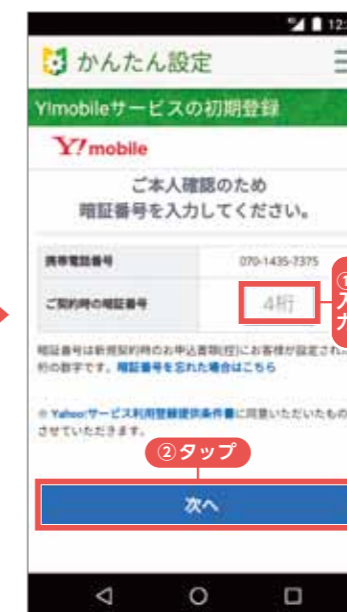 12:
かんたん設定
Y!mobileサービスの初期登録
Y!mobile
ご本人確認のため
暗証番号を入力してください。
携帯電話番号 070-1435-7375
ご契約時の暗証番号 4桁
①入力
暗証番号は新規契約時のお申込書類(控)にお客様が設定され
桁の数字です。暗証番号を忘れた場合はこちら
※ Yahoo!サービス利用登録提供条件書に同意いただいたもの
させていただきます。
②タップ
次へ